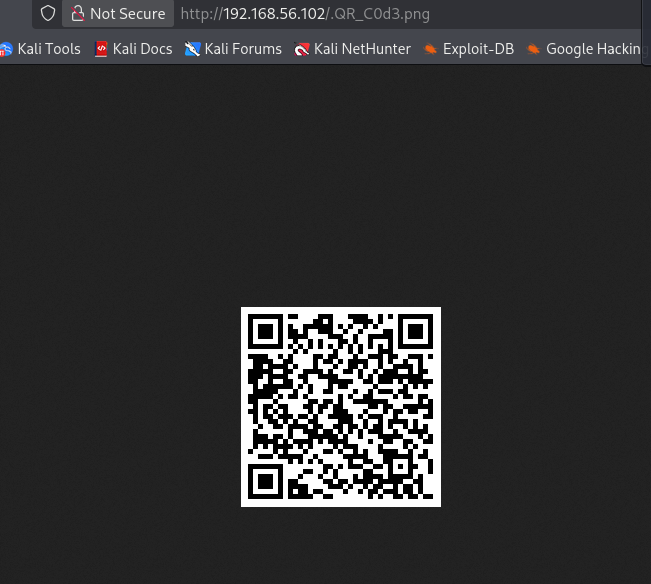 Not Secure http://192.168.56.102/.QR_C0d3.png
Kali Tools Kali Docs Kali Forums Kali NetHunter Exploit-DB Google Hackin